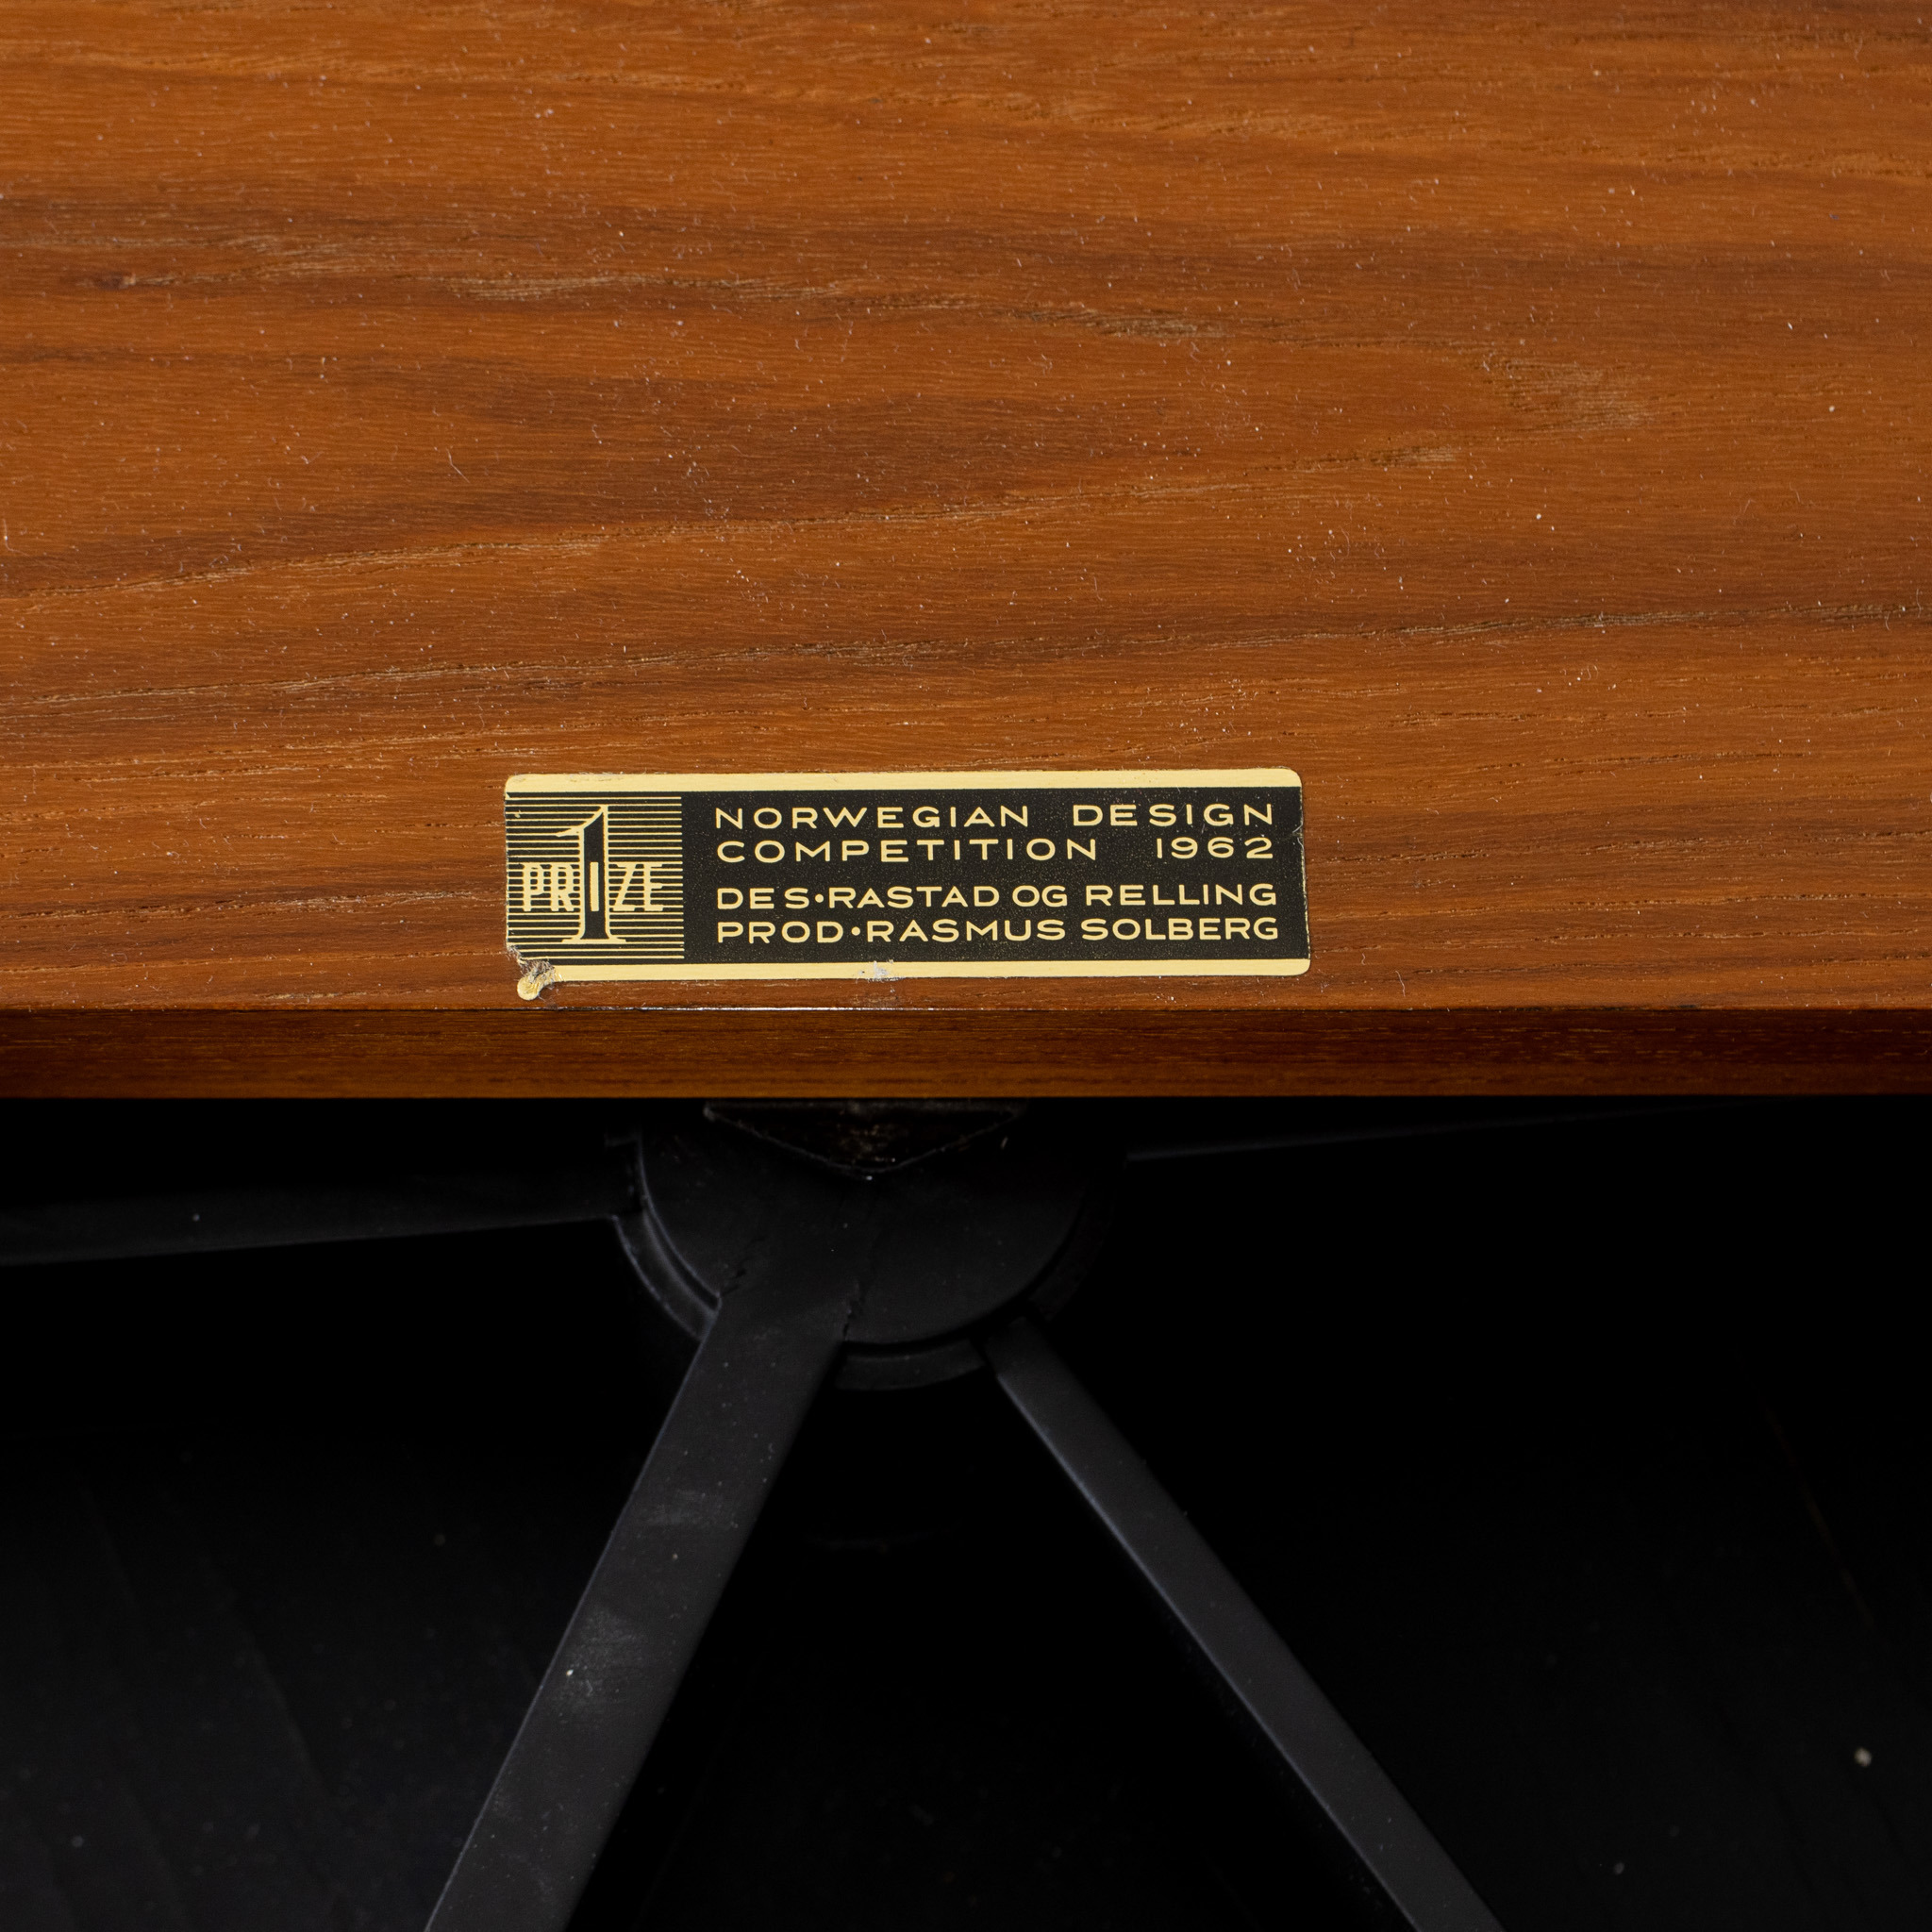 1 PRIZE
NORWEGIAN DESIGN
COMPETITION 1962
DES•RASTAD OG RELLING
PROD•RASMUS SOLBERG